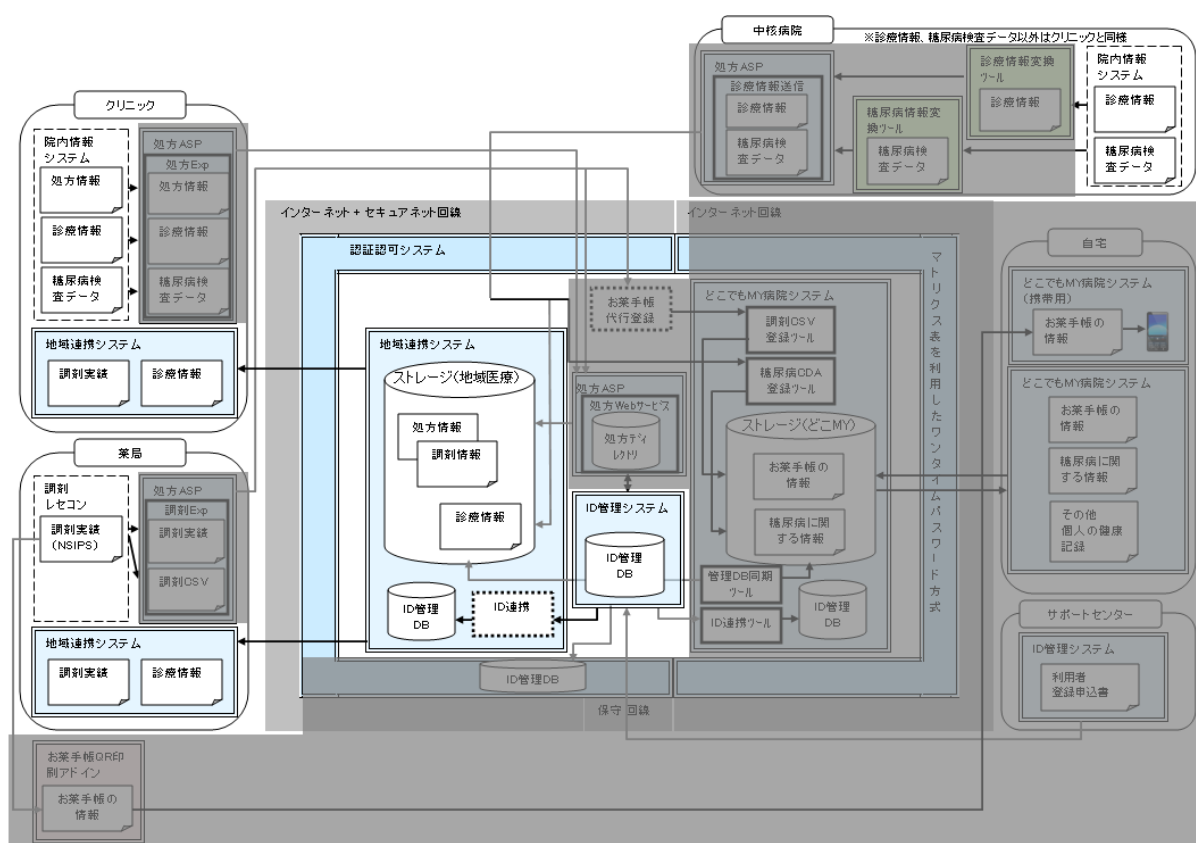 中核病院
※診療情報、糖尿病検査データ以外はクリニックと同様
処方ASP
診療情報送信
診療情報
糖尿病検
査データ
診療情報変換
ツール
診療情報
糖尿病情報変
換ツール
糖尿病検
査データ
院内情報
システム
診療情報
糖尿病検
査データ
クリニック
院内情報
システム
処方情報
診療情報
糖尿病検
査データ
処方ASP
処方Exp
処方情報
診療情報
糖尿病検
査データ
地域連携システム
調剤実績
診療情報
薬局
調剤
レセコン
調剤実績
(NSIPS)
処方ASP
調剤Exp
調剤実績
調剤CSV
地域連携システム
調剤実績
診療情報
お薬手帳QR印
刷アドイン
お薬手帳の
情報
インターネット + セキュアネット回線
インターネット回線
認証認可システム
マトリクス表を利用したワンタイムパスワード方式
地域連携システム
ストレージ(地域医療)
処方情報
調剤情報
診療情報
ID管理
DB
ID連携
お薬手帳
代行登録
処方ASP
処方Webサービス
処方ディ
レクトリ
ID管理システム
ID管理
DB
どこでもMY病院システム
調剤CSV
登録ツール
糖尿病CDA
登録ツール
ストレージ(どこMY)
お薬手帳の
情報
糖尿病に関
する情報
管理DB同期
ツール
ID連携ツール
ID管理
DB
ID管理DB
保守 回線
自宅
どこでもMY病院システム
(携帯用)
お薬手帳の
情報
どこでもMY病院システム
お薬手帳の
情報
糖尿病に関
する情報
その他
個人の健康
記録
サポートセンター
ID管理システム
利用者
登録申込書